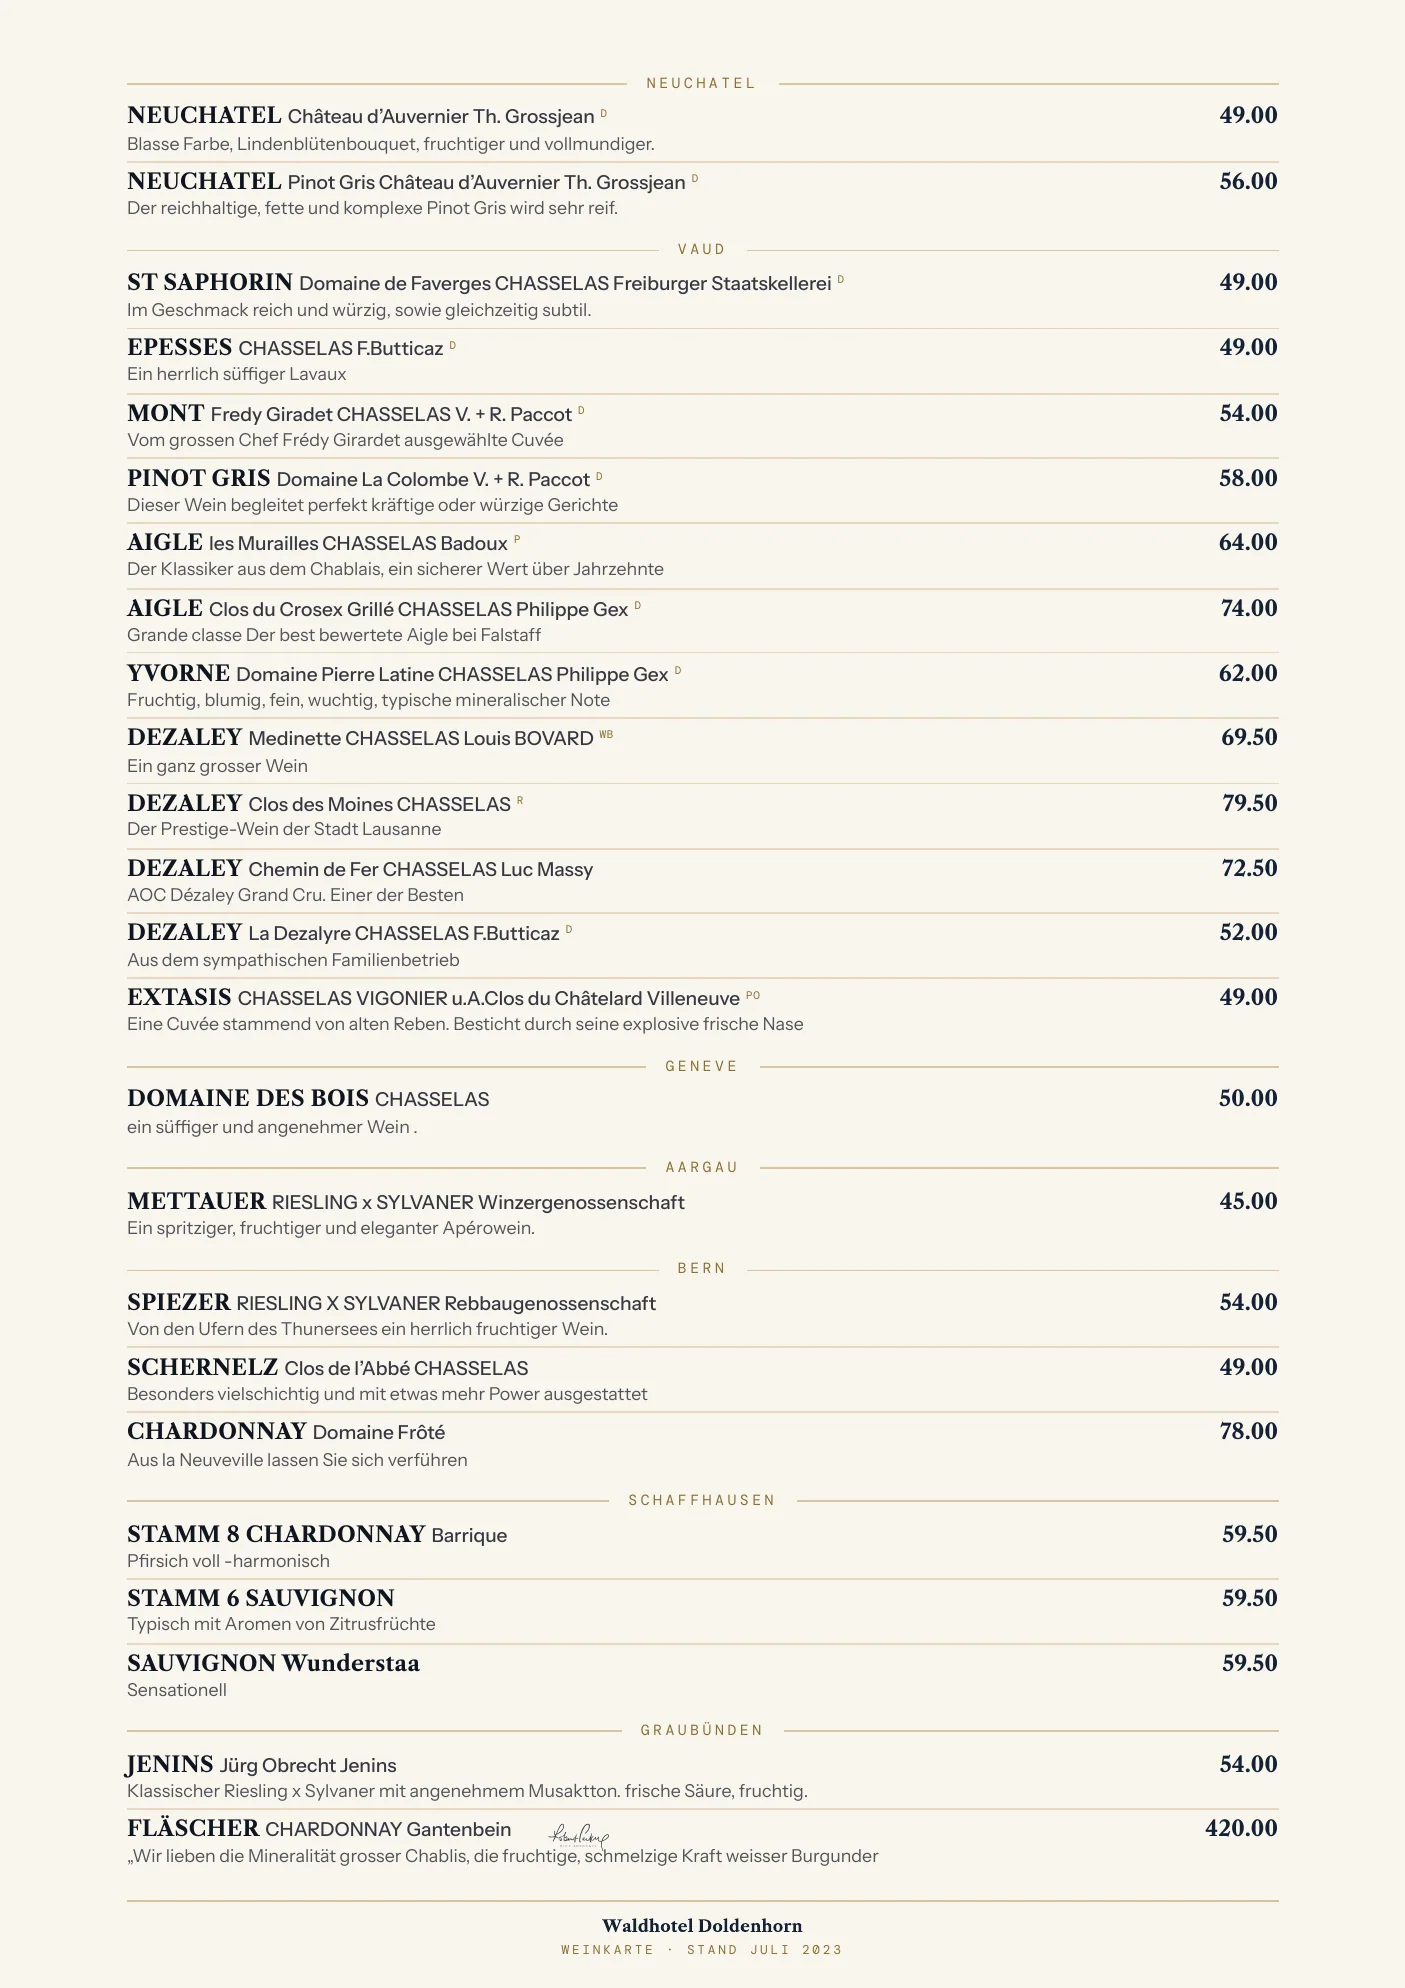 NEUCHATEL
NEUCHATEL Château d’Auvernier Th. Grossjean D 49.00
Blasse Farbe, Lindenblütenbouquet, fruchtiger und vollmundiger.
NEUCHATEL Pinot Gris Château d’Auvernier Th. Grossjean D 56.00
Der reichhaltige, fette und komplexe Pinot Gris wird sehr reif.
VAUD
ST SAPHORIN Domaine de Faverges CHASSELAS Freiburger Staatskellerei D 49.00
Im Geschmack reich und würzig, sowie gleichzeitig subtil.
EPESSES CHASSELAS F.Butticaz D 49.00
Ein herrlich süffiger Lavaux
MONT Fredy Giradet CHASSELAS V. + R. Paccot D 54.00
Vom grossen Chef Frédy Girardet ausgewählte Cuvée
PINOT GRIS Domaine La Colombe V. + R. Paccot D 58.00
Dieser Wein begleitet perfekt kräftige oder würzige Gerichte
AIGLE les Murailles CHASSELAS Badoux P 64.00
Der Klassiker aus dem Chablais, ein sicherer Wert über Jahrzehnte
AIGLE Clos du Crosex Grillé CHASSELAS Philippe Gex D 74.00
Grande classe Der best bewertete Aigle bei Falstaff
YVORNE Domaine Pierre Latine CHASSELAS Philippe Gex D 62.00
Fruchtig, blumig, fein, wuchtig, typische mineralischer Note
DEZALEY Medinette CHASSELAS Louis BOVARD WB 69.50
Ein ganz grosser Wein
DEZALEY Clos des Moines CHASSELAS R 79.50
Der Prestige-Wein der Stadt Lausanne
DEZALEY Chemin de Fer CHASSELAS Luc Massy 72.50
AOC Dézaley Grand Cru. Einer der Besten
DEZALEY La Dezalyre CHASSELAS F.Butticaz D 52.00
Aus dem sympathischen Familienbetrieb
EXTASIS CHASSELAS VIGONIER u.A.Clos du Châtelard Villeneuve PO 49.00
Eine Cuvée stammend von alten Reben. Besticht durch seine explosive frische Nase
GENEVE
DOMAINE DES BOIS CHASSELAS 50.00
ein süffiger und angenehmer Wein .
AARGAU
METTAUER RIESLING x SYLVANER Winzergenossenschaft 45.00
Ein spritziger, fruchtiger und eleganter Apérowein.
BERN
SPIEZER RIESLING X SYLVANER Rebbaugenossenschaft 54.00
Von den Ufern des Thunersees ein herrlich fruchtiger Wein.
SCHERNELZ Clos de l’Abbé CHASSELAS 49.00
Besonders vielschichtig und mit etwas mehr Power ausgestattet
CHARDONNAY Domaine Frôté 78.00
Aus la Neuveville lassen Sie sich verführen
SCHAFFHAUSEN
STAMM 8 CHARDONNAY Barrique 59.50
Pfirsich voll -harmonisch
STAMM 6 SAUVIGNON 59.50
Typisch mit Aromen von Zitrusfrüchte
SAUVIGNON Wunderstaa 59.50
Sensationell
GRAUBÜNDEN
JENINS Jürg Obrecht Jenins 54.00
Klassischer Riesling x Sylvaner mit angenehmem Musaktton. frische Säure, fruchtig.
FLÄSCHER CHARDONNAY Gantenbein 420.00
„Wir lieben die Mineralität grosser Chablis, die fruchtige, schmelzige Kraft weisser Burgunder
Waldhotel Doldenhorn
WEINKARTE · STAND JULI 2023